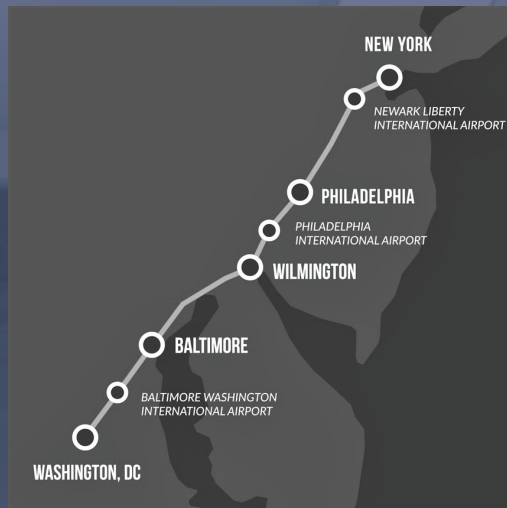 NEW YORK
NEWARK LIBERTY
INTERNATIONAL AIRPORT
PHILADELPHIA
PHILADELPHIA
INTERNATIONAL AIRPORT
WILMINGTON
BALTIMORE
BALTIMORE WASHINGTON
INTERNATIONAL AIRPORT
WASHINGTON, DC